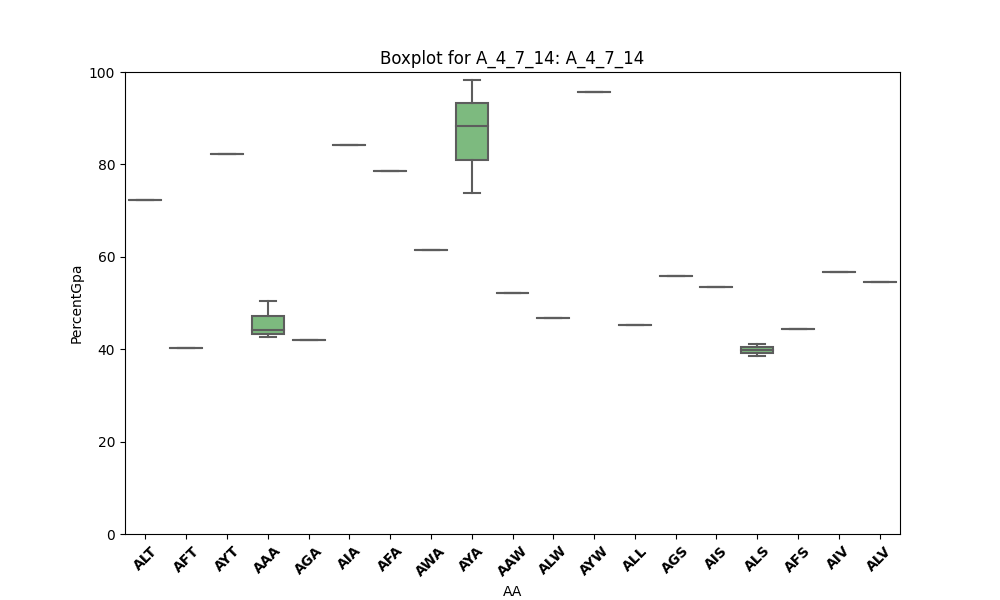 Boxplot for A_4_7_14: A_4_7_14
100
80
60
40
20
0
PercentGpa
ALT AFT AYT AAA AGA AIA AFA AWA AYA AAW ALW AYW ALL AGS AIS ALS AFS AIV ALV
AA